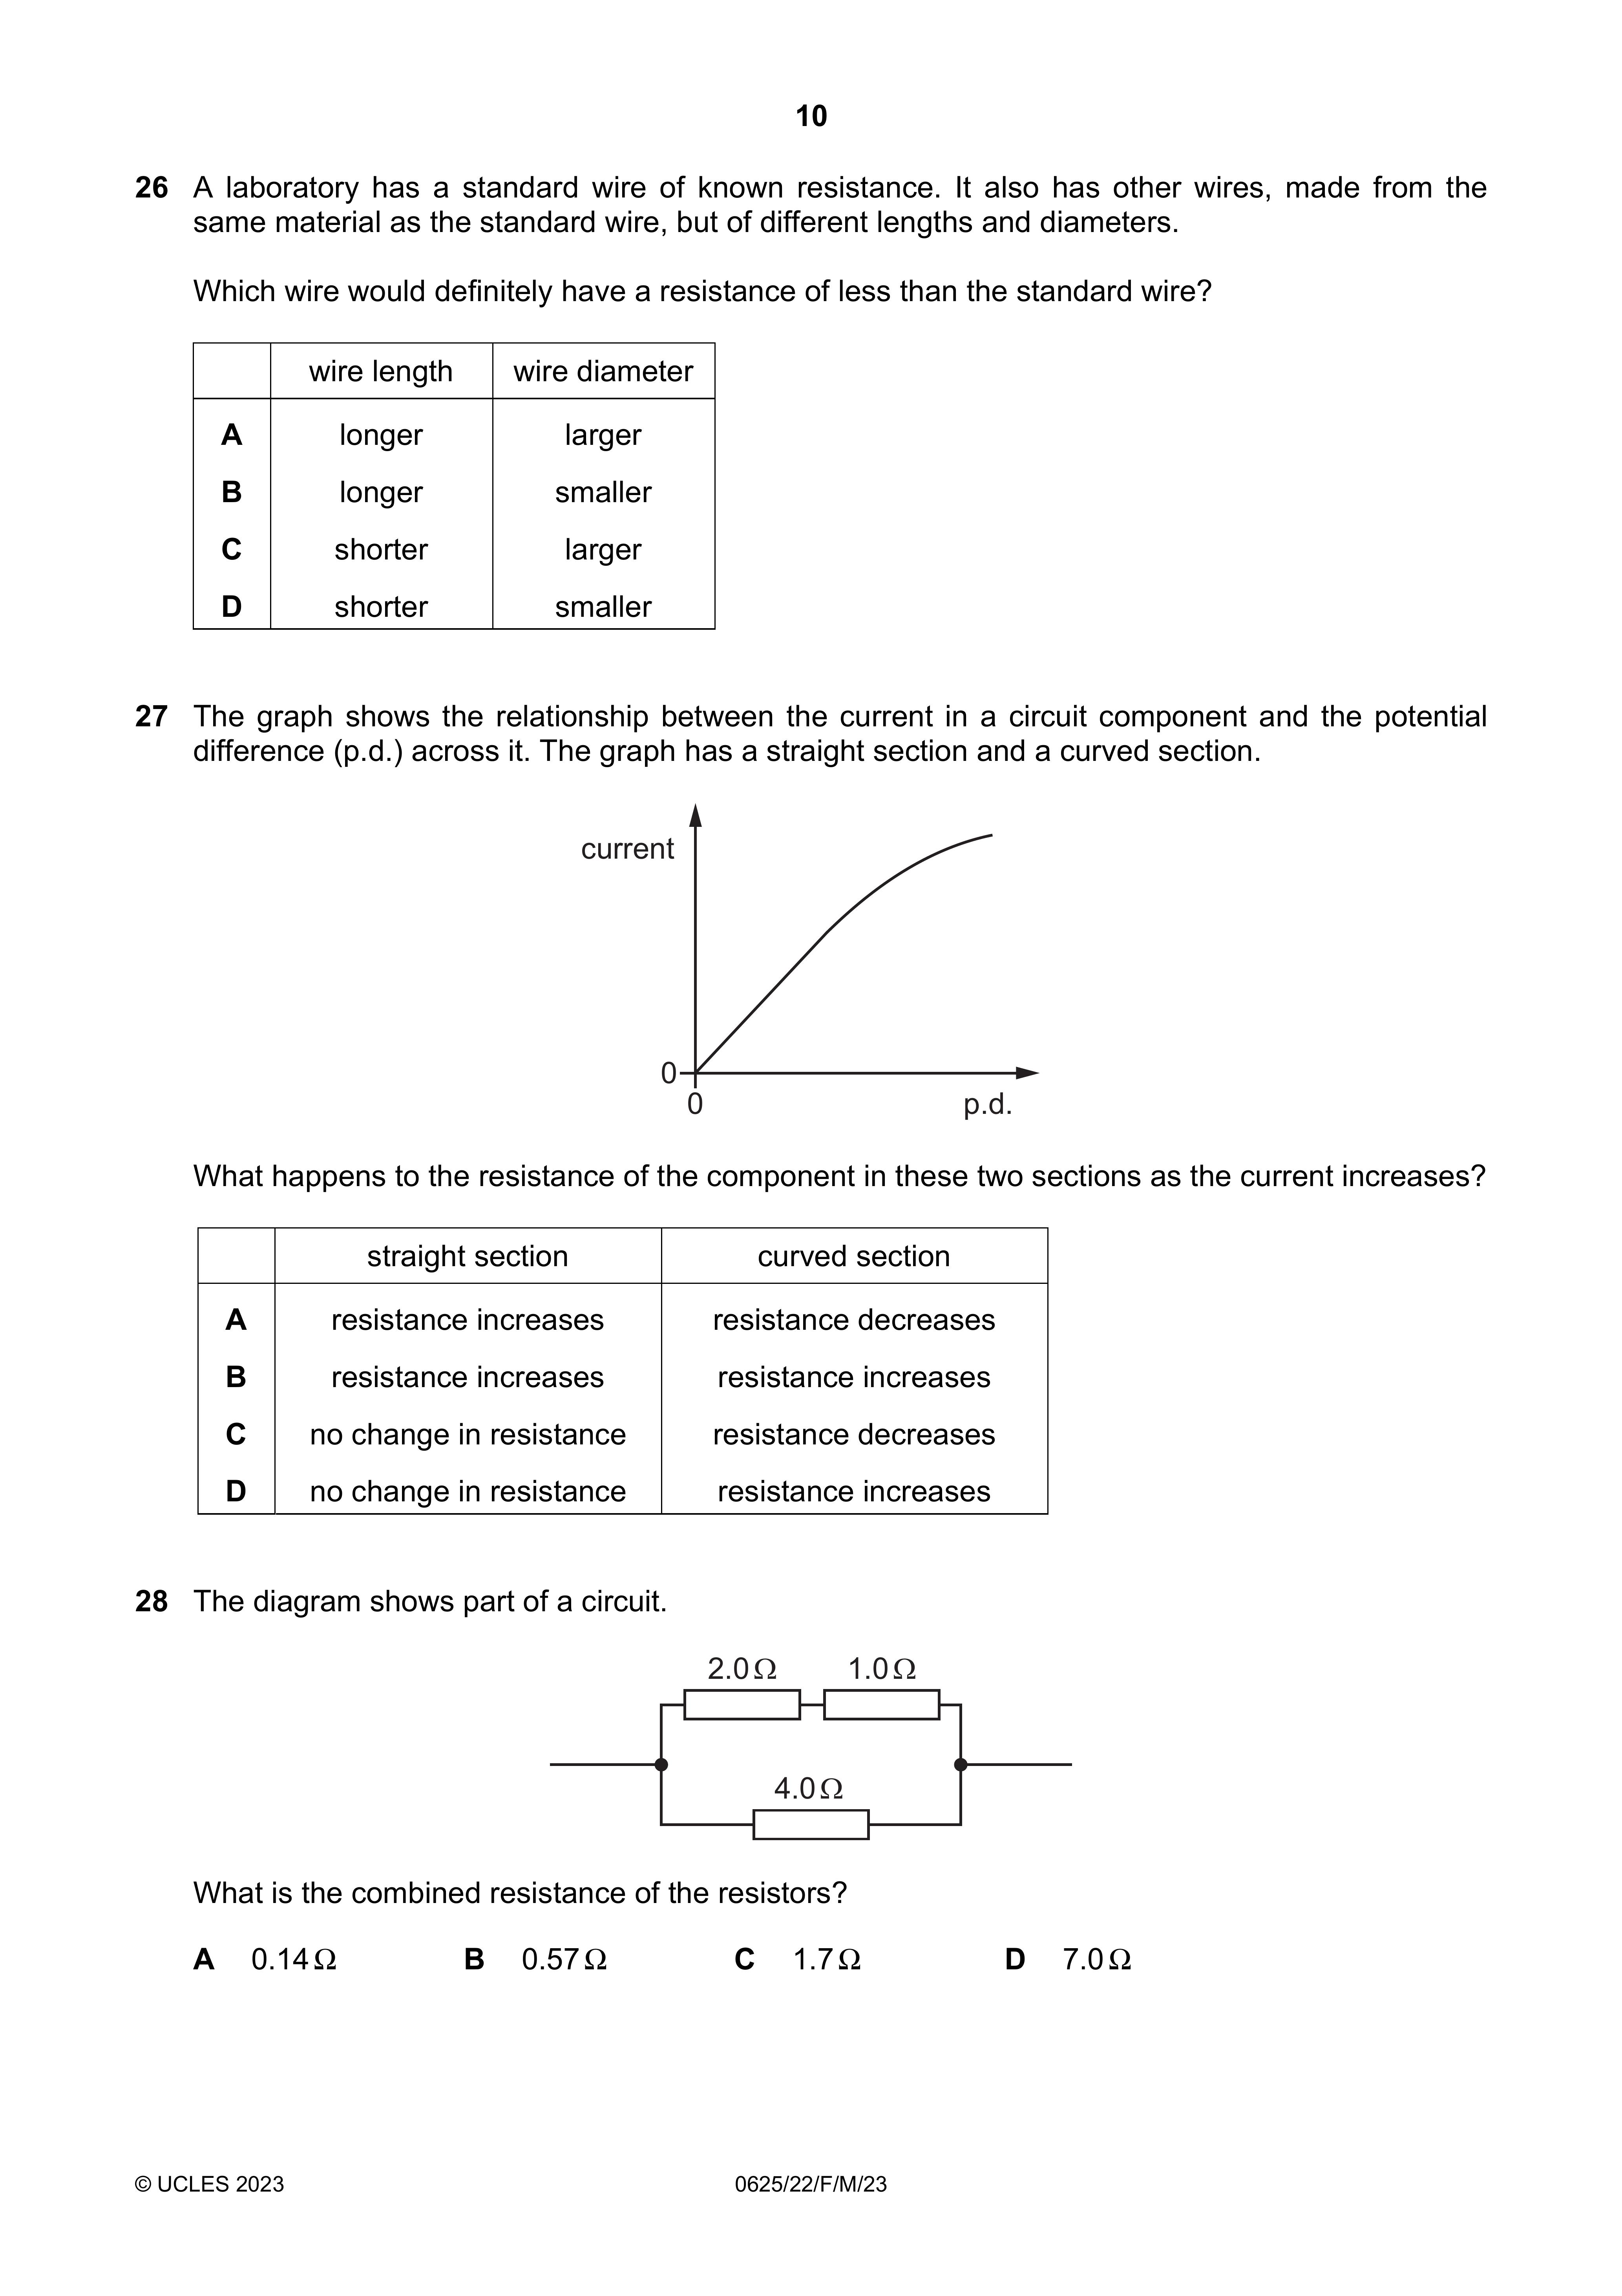 10
26 A laboratory has a standard wire of known resistance. It also has other wires, made from the
same material as the standard wire, but of different lengths and diameters.
Which wire would definitely have a resistance of less than the standard wire?
wire length wire diameter
A longer larger
B longer smaller
C shorter larger
D shorter smaller
27 The graph shows the relationship between the current in a circuit component and the potential
difference (p.d.) across it. The graph has a straight section and a curved section.
current
0
0
p.d.
What happens to the resistance of the component in these two sections as the current increases?
straight section curved section
A resistance increases resistance decreases
B resistance increases resistance increases
C no change in resistance resistance decreases
D no change in resistance resistance increases
28 The diagram shows part of a circuit.
2.0 Ω 1.0 Ω
4.0 Ω
What is the combined resistance of the resistors?
A 0.14 Ω B 0.57 Ω C 1.7 Ω D 7.0 Ω
© UCLES 2023 0625/22/F/M/23